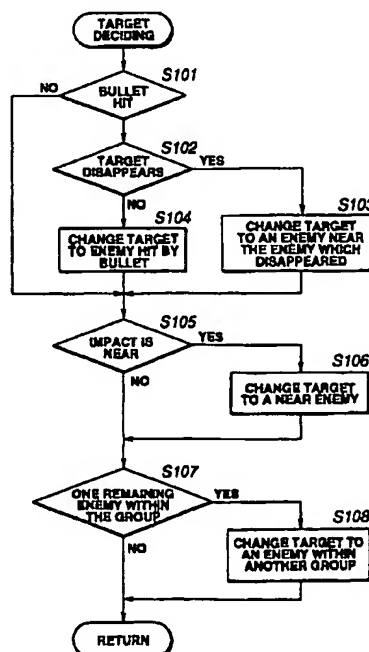 TARGET
DECIDING
S101
NO
BULLET
HIT
S102
TARGET
DISAPPEARS
YES
NO
S104
CHANGE TARGET
TO ENEMY HIT BY
BULLET
S103
CHANGE TARGET
TO AN ENEMY NEAR
THE ENEMY WHICH
DISAPPEARED
S105
IMPACT IS
NEAR
YES
NO
S106
CHANGE TARGET
TO A NEAR ENEMY
S107
ONE REMAINING
ENEMY WITHIN
THE GROUP
YES
NO
S108
CHANGE TARGET TO
AN ENEMY WITHIN
ANOTHER GROUP
RETURN